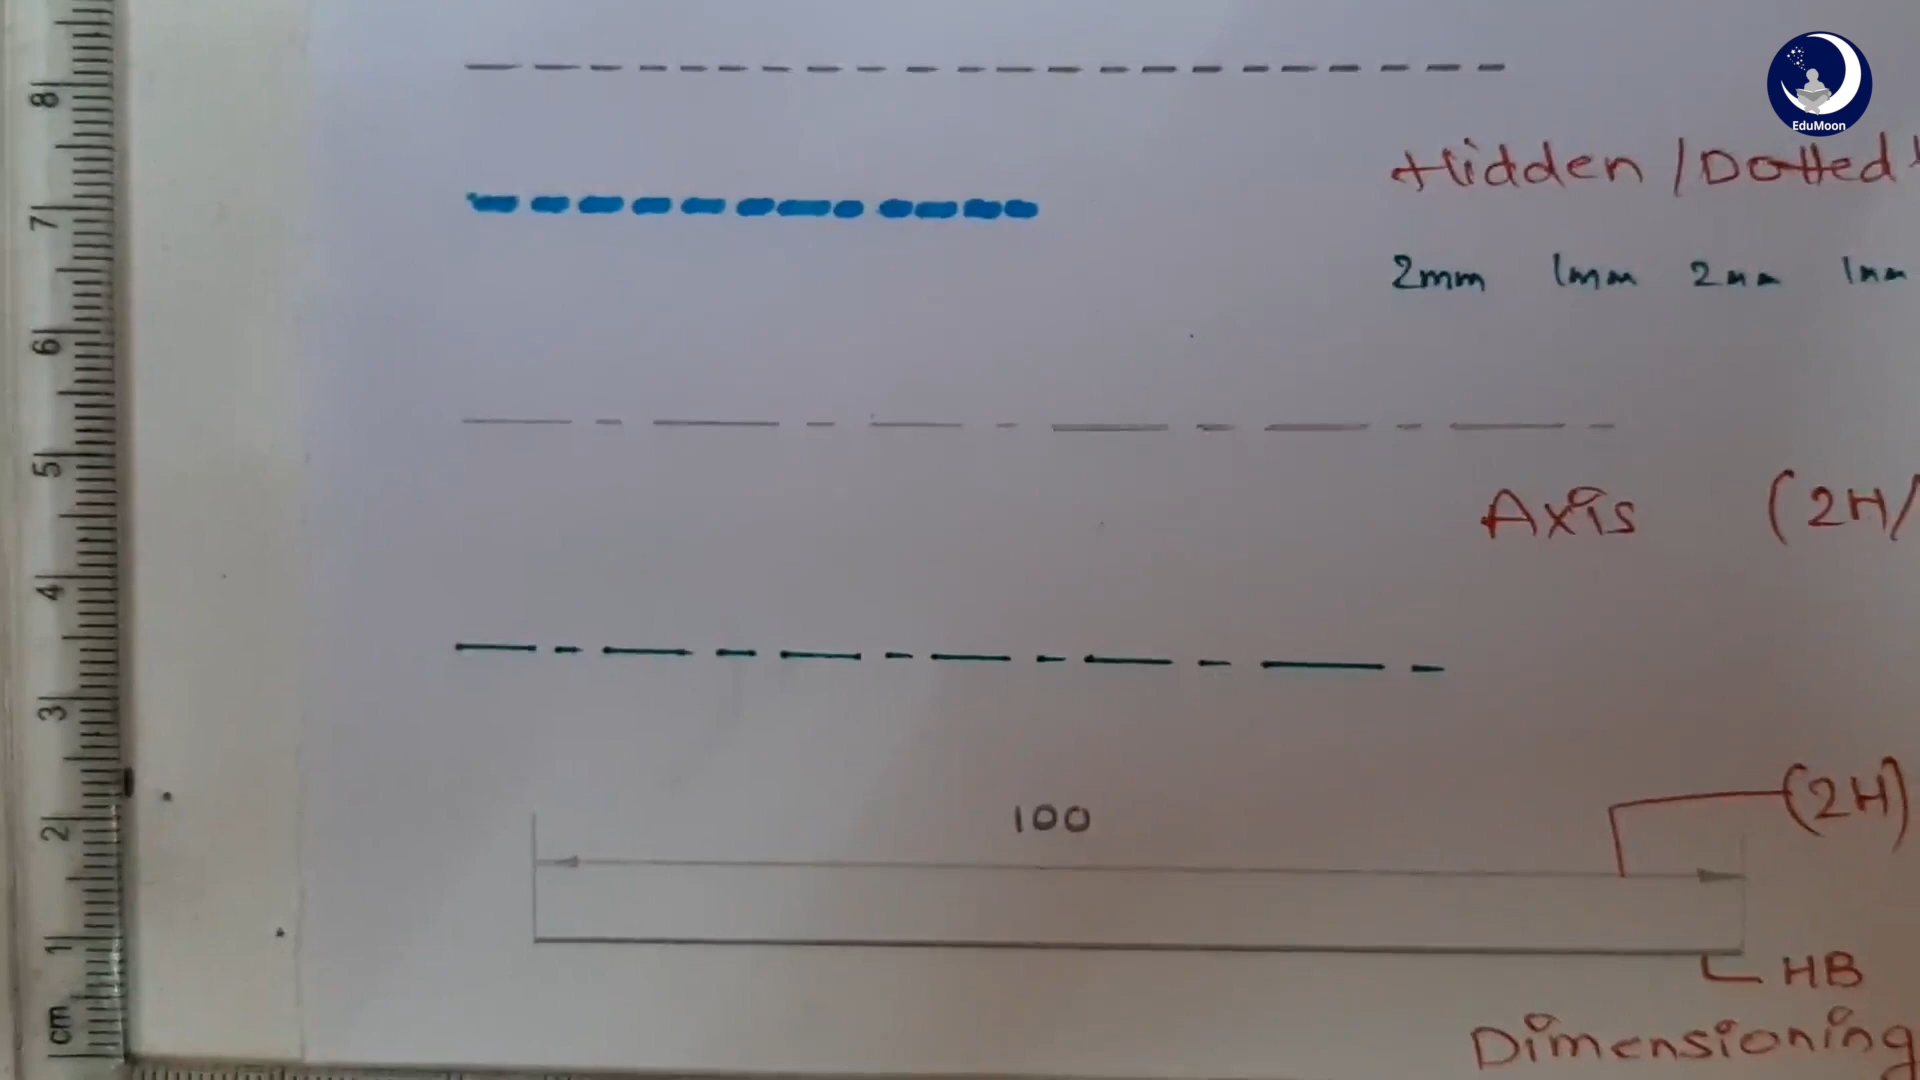 8
EduMoon
Hidden / Dotted
7
2mm 1mm 2mm 1mm
6
5
Axis (2H/
4
3
(2H)
2
100
1
HB
cm
Dimensioning